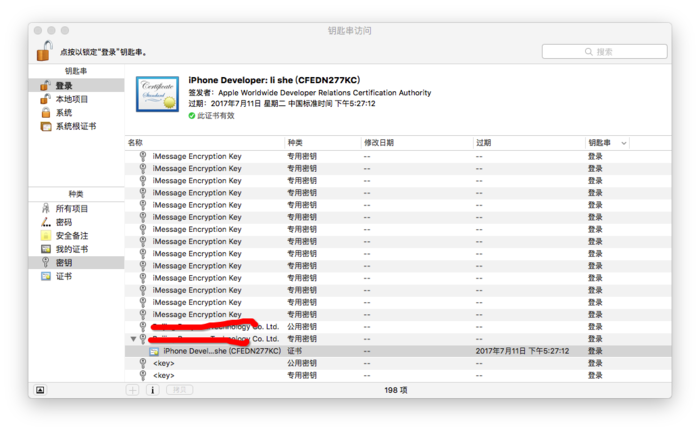 钥匙串访问
点按以锁定“登录”钥匙串。
搜索
钥匙串
登录
本地项目
系统
系统根证书
iPhone Developer: li she (CFEDN277KC)
签发者：Apple Worldwide Developer Relations Certification Authority
过期：2017年7月11日 星期二 中国标准时间 下午5:27:12
此证书有效
种类
所有项目
密码
安全备注
我的证书
密钥
证书
名称 种类 修改日期 过期 钥匙串
iMessage Encryption Key 专用密钥 -- -- 登录
iMessage Encryption Key 专用密钥 -- -- 登录
iMessage Encryption Key 专用密钥 -- -- 登录
iMessage Encryption Key 专用密钥 -- -- 登录
iMessage Encryption Key 专用密钥 -- -- 登录
iMessage Encryption Key 专用密钥 -- -- 登录
iMessage Encryption Key 专用密钥 -- -- 登录
iMessage Encryption Key 专用密钥 -- -- 登录
iMessage Encryption Key 专用密钥 -- -- 登录
iMessage Encryption Key 专用密钥 -- -- 登录
iMessage Encryption Key 专用密钥 -- -- 登录
iMessage Encryption Key 专用密钥 -- -- 登录
iMessage Encryption Key 专用密钥 -- -- 登录
iMessage Encryption Key 专用密钥 -- -- 登录
Technology Co. Ltd. 公用密钥 -- -- 登录
Technology Co. Ltd. 专用密钥 -- -- 登录
iPhone Devel...she (CFEDN277KC) 证书 -- 2017年7月11日 下午5:27:12 登录
<key> 公用密钥 -- -- 登录
<key> 专用密钥 -- -- 登录
拷贝
198 项